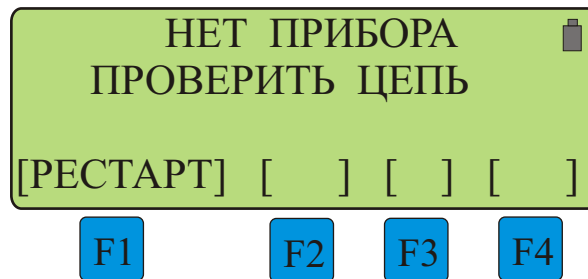 НЕТ ПРИБОРА
ПРОВЕРИТЬ ЦЕПЬ
[РЕСТАРТ] [ ] [ ] [ ]
F1 F2 F3 F4